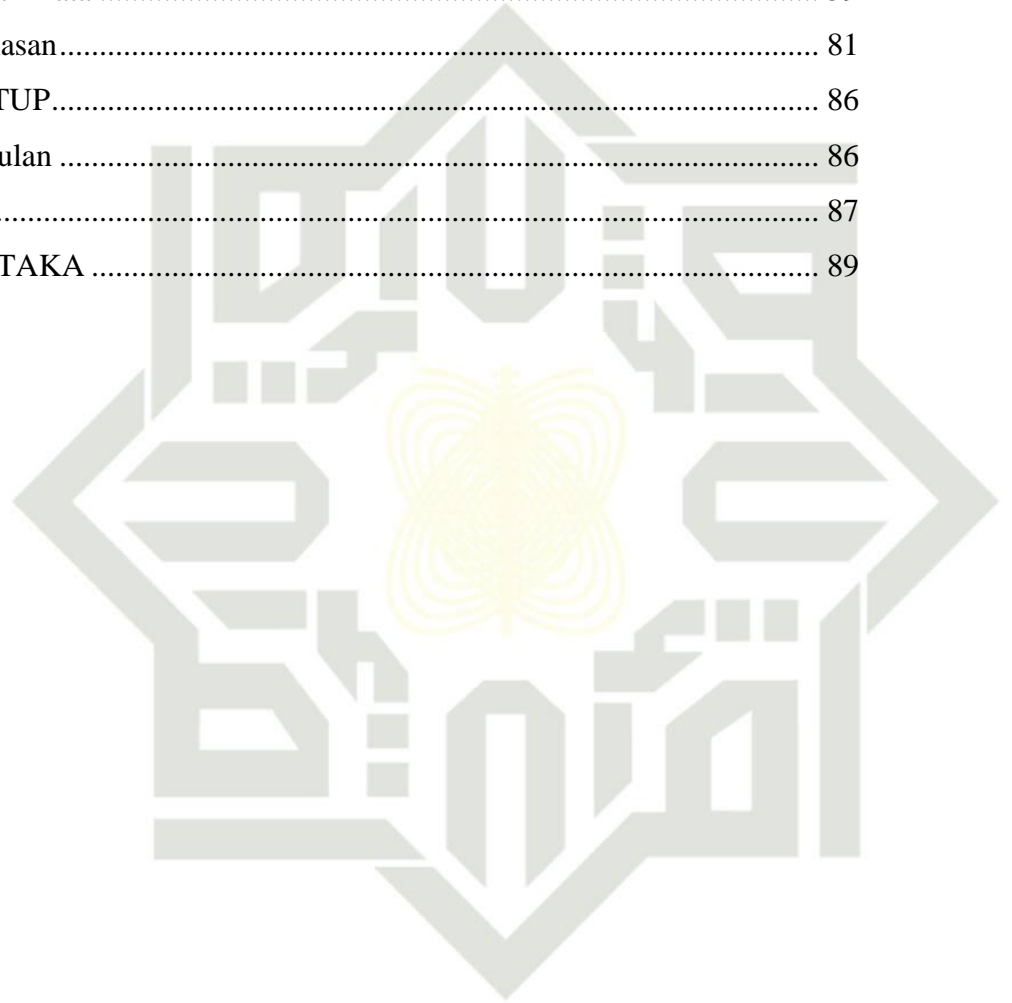 asan.................................................................................................. 81
TUP.................................................................................................. 86
ulan .................................................................................................. 86
.................................................................................................. 87
TAKA .................................................................................................. 89